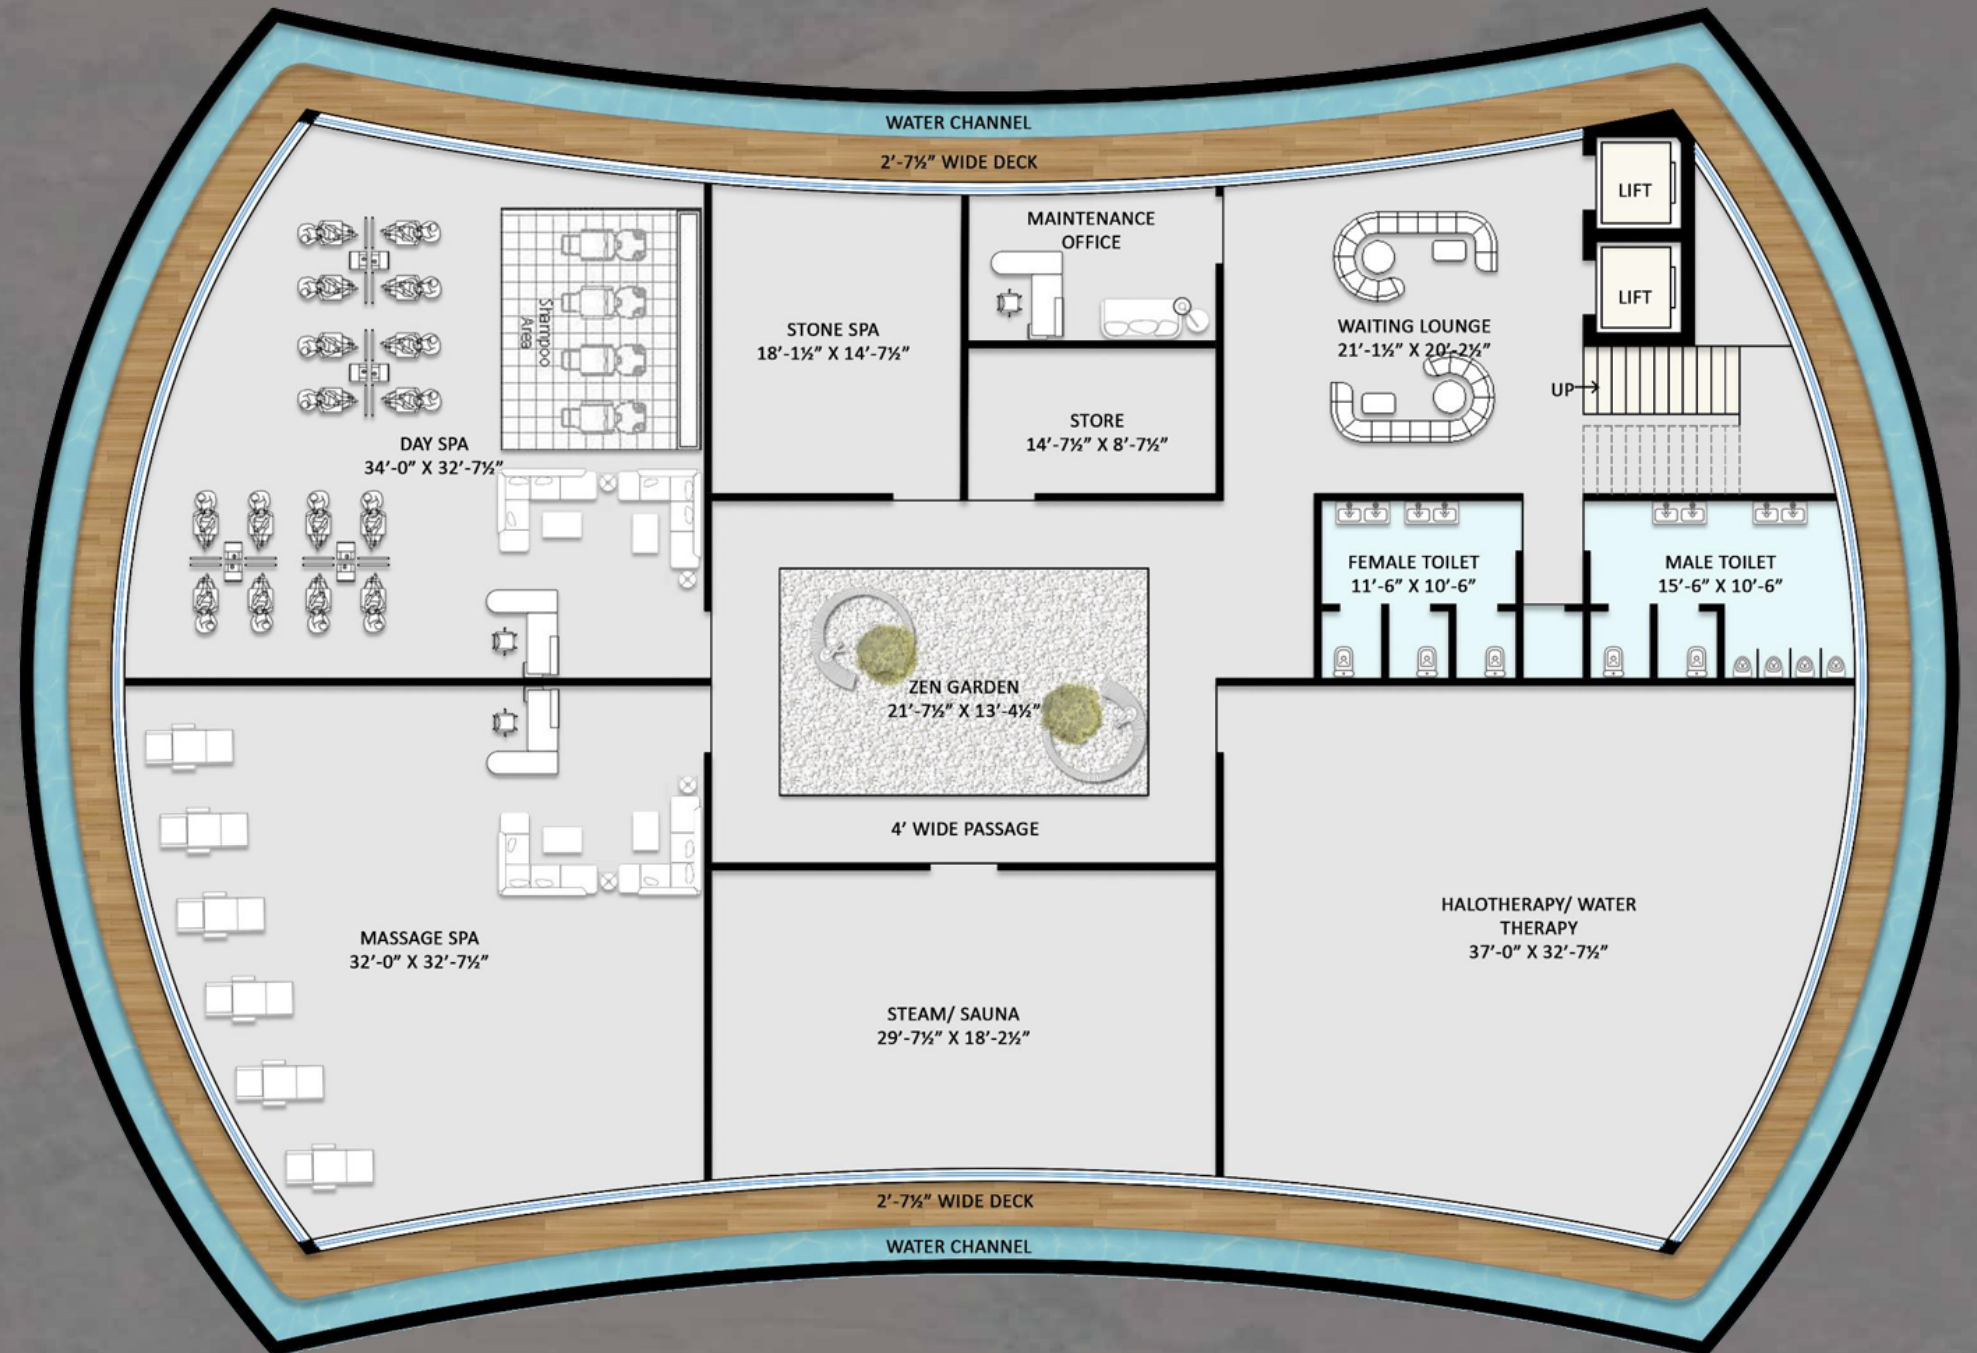 WATER CHANNEL
2'-7½" WIDE DECK
LIFT
MAINTENANCE
OFFICE
LIFT
Shampoo
Area
STONE SPA
18'-1½" X 14'-7½"
WAITING LOUNGE
21'-1½" X 20'-2½"
UP
STORE
14'-7½" X 8'-7½"
DAY SPA
34'-0" X 32'-7½"
FEMALE TOILET
11'-6" X 10'-6"
MALE TOILET
15'-6" X 10'-6"
ZEN GARDEN
21'-7½" X 13'-4½"
4' WIDE PASSAGE
MASSAGE SPA
32'-0" X 32'-7½"
HALOTHERAPY/ WATER
THERAPY
37'-0" X 32'-7½"
STEAM/ SAUNA
29'-7½" X 18'-2½"
2'-7½" WIDE DECK
WATER CHANNEL